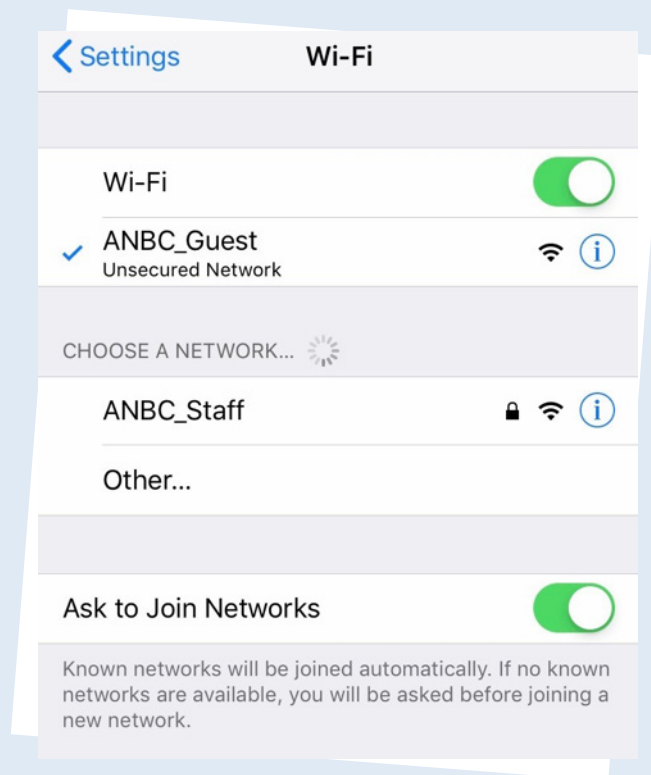 Settings
Wi-Fi
Wi-Fi
ANBC_Guest
Unsecured Network
CHOOSE A NETWORK...
ANBC_Staff
Other...
Ask to Join Networks
Known networks will be joined automatically. If no known
networks are available, you will be asked before joining a
new network.